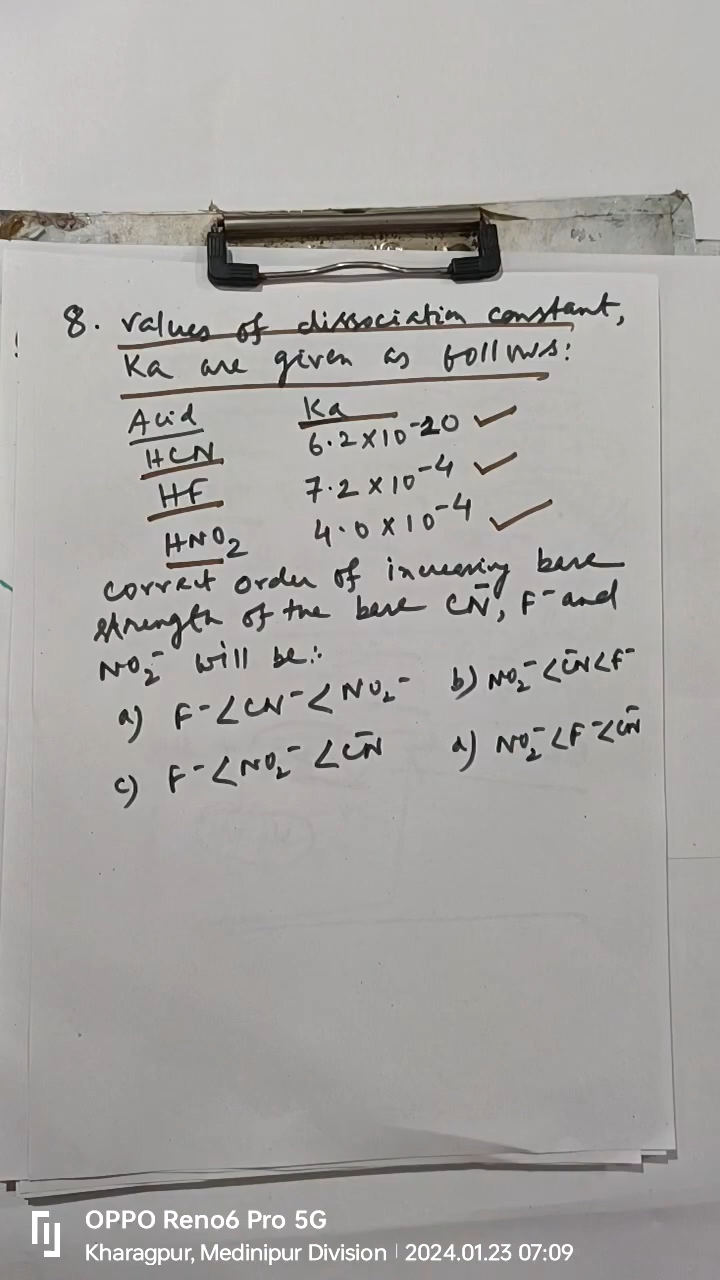 8. Values of dissociation constant,
Ka are given as follows:
Acid Ka
HCN 6.2×10⁻²⁰
HF 7.2×10⁻⁴
HNO₂ 4.0×10⁻⁴
correct order of increasing base
strength of the base CN⁻, F⁻ and
NO₂⁻ will be:
a) F⁻<CN⁻<NO₂⁻ b) NO₂⁻<CN⁻<F⁻
c) F⁻<NO₂⁻<CN⁻ d) NO₂⁻<F⁻<CN⁻
OPPO Reno6 Pro 5G
Kharagpur, Medinipur Division | 2024.01.23 07:09